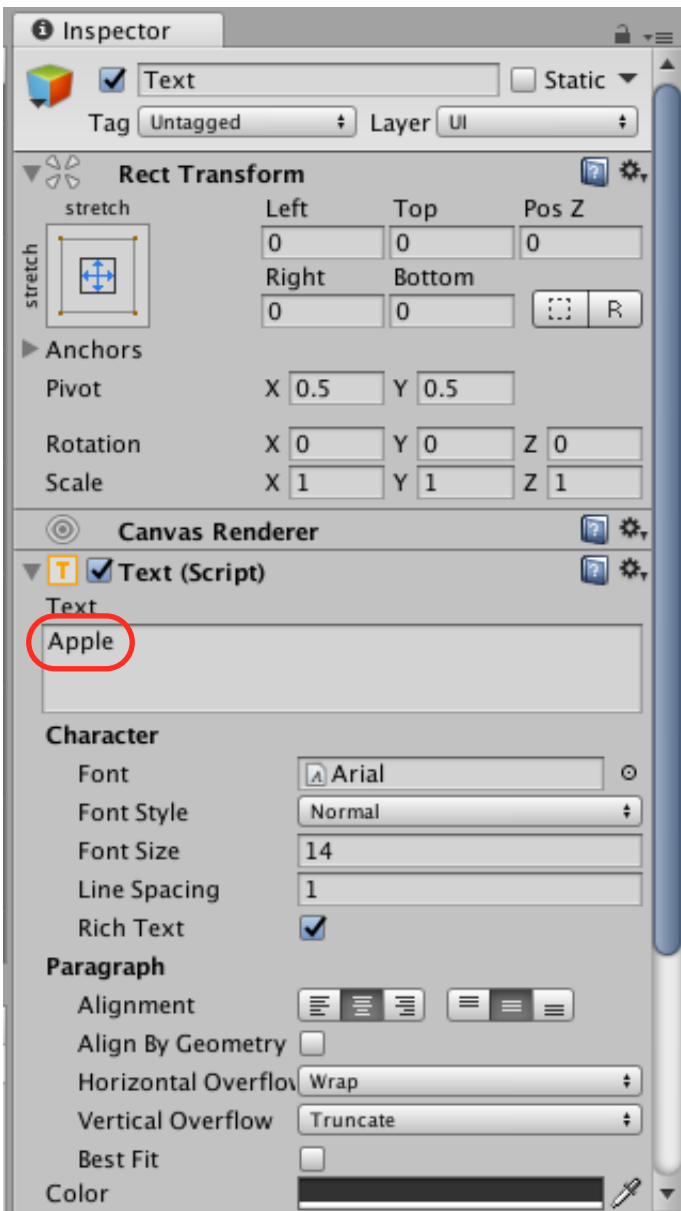 Inspector
Text Static
Tag Untagged Layer UI
Rect Transform
stretch Left Top Pos Z
stretch
0 0 0
Right Bottom
0 0 R
Anchors
Pivot X 0.5 Y 0.5
Rotation X 0 Y 0 Z 0
Scale X 1 Y 1 Z 1
Canvas Renderer
T Text (Script)
Text
Apple
Character
Font Arial
Font Style Normal
Font Size 14
Line Spacing 1
Rich Text
Paragraph
Alignment
Align By Geometry
Horizontal Overflow Wrap
Vertical Overflow Truncate
Best Fit
Color